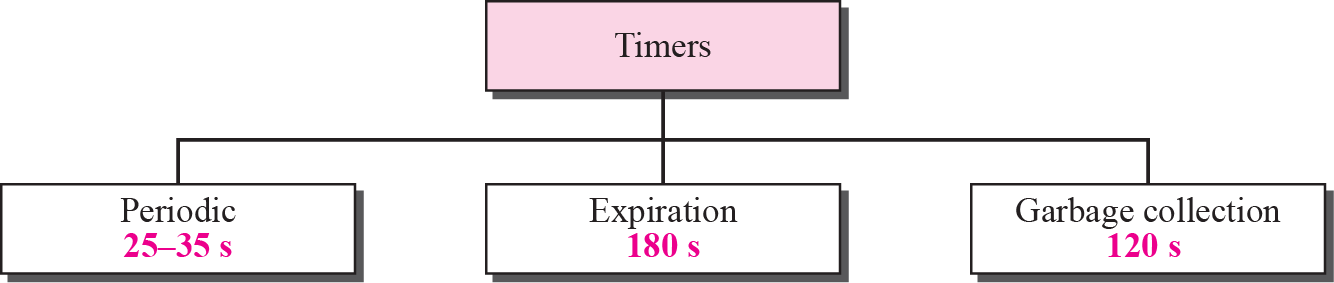 Timers
Periodic
25–35 s
Expiration
180 s
Garbage collection
120 s